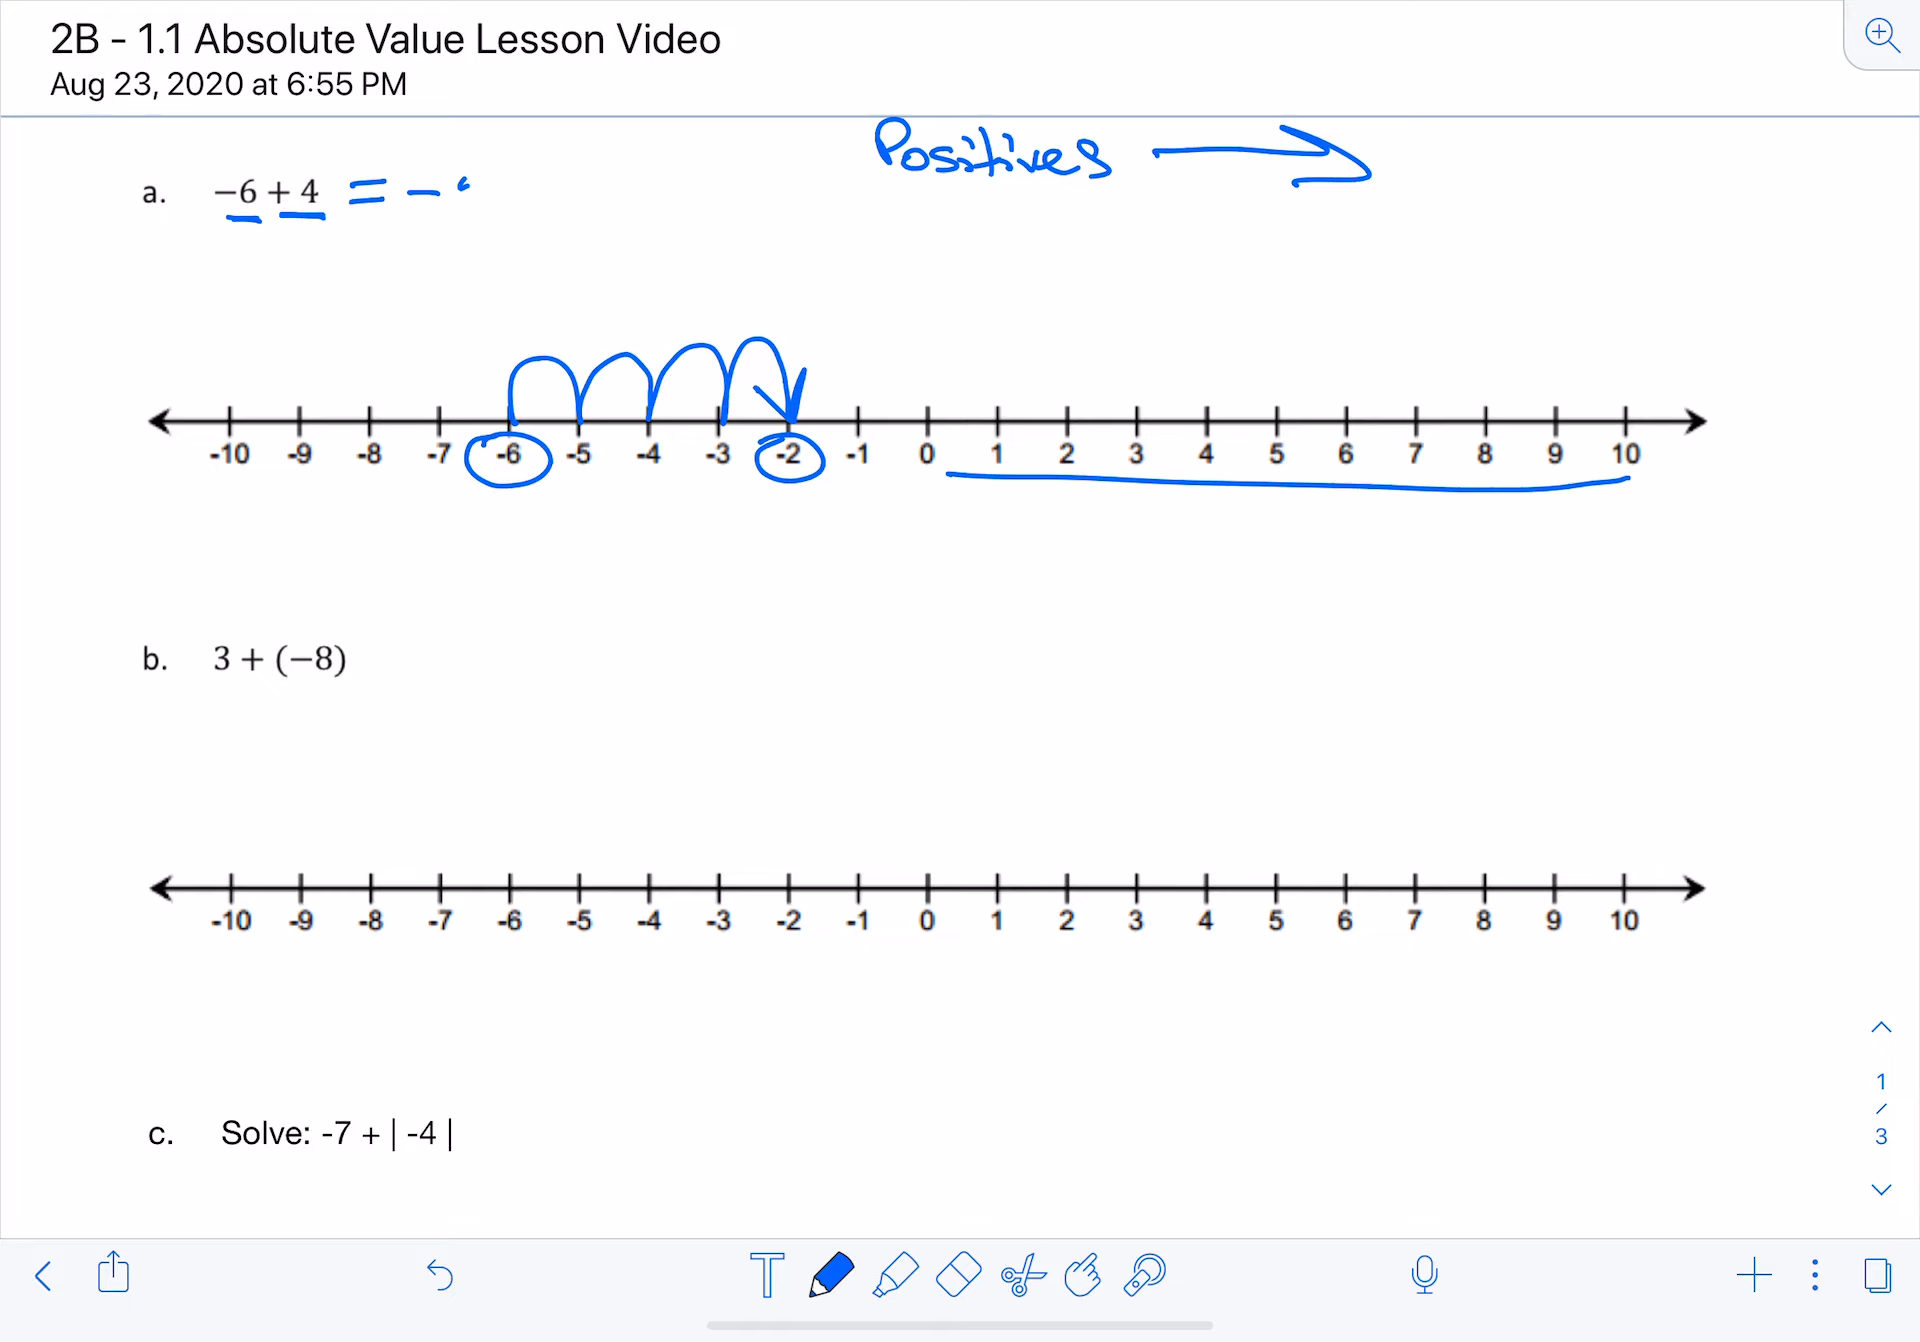 2B - 1.1 Absolute Value Lesson Video
Aug 23, 2020 at 6:55 PM
Positives
a. −6 + 4 = -
-10 -9 -8 -7 -6 -5 -4 -3 -2 -1 0 1 2 3 4 5 6 7 8 9 10
b. 3 + (−8)
-10 -9 -8 -7 -6 -5 -4 -3 -2 -1 0 1 2 3 4 5 6 7 8 9 10
1
/
3
c. Solve: -7 + | -4 |
T